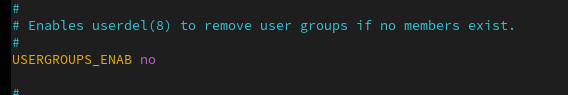 #
# Enables userdel(8) to remove user groups if no members exist.
#
USERGROUPS_ENAB no
#